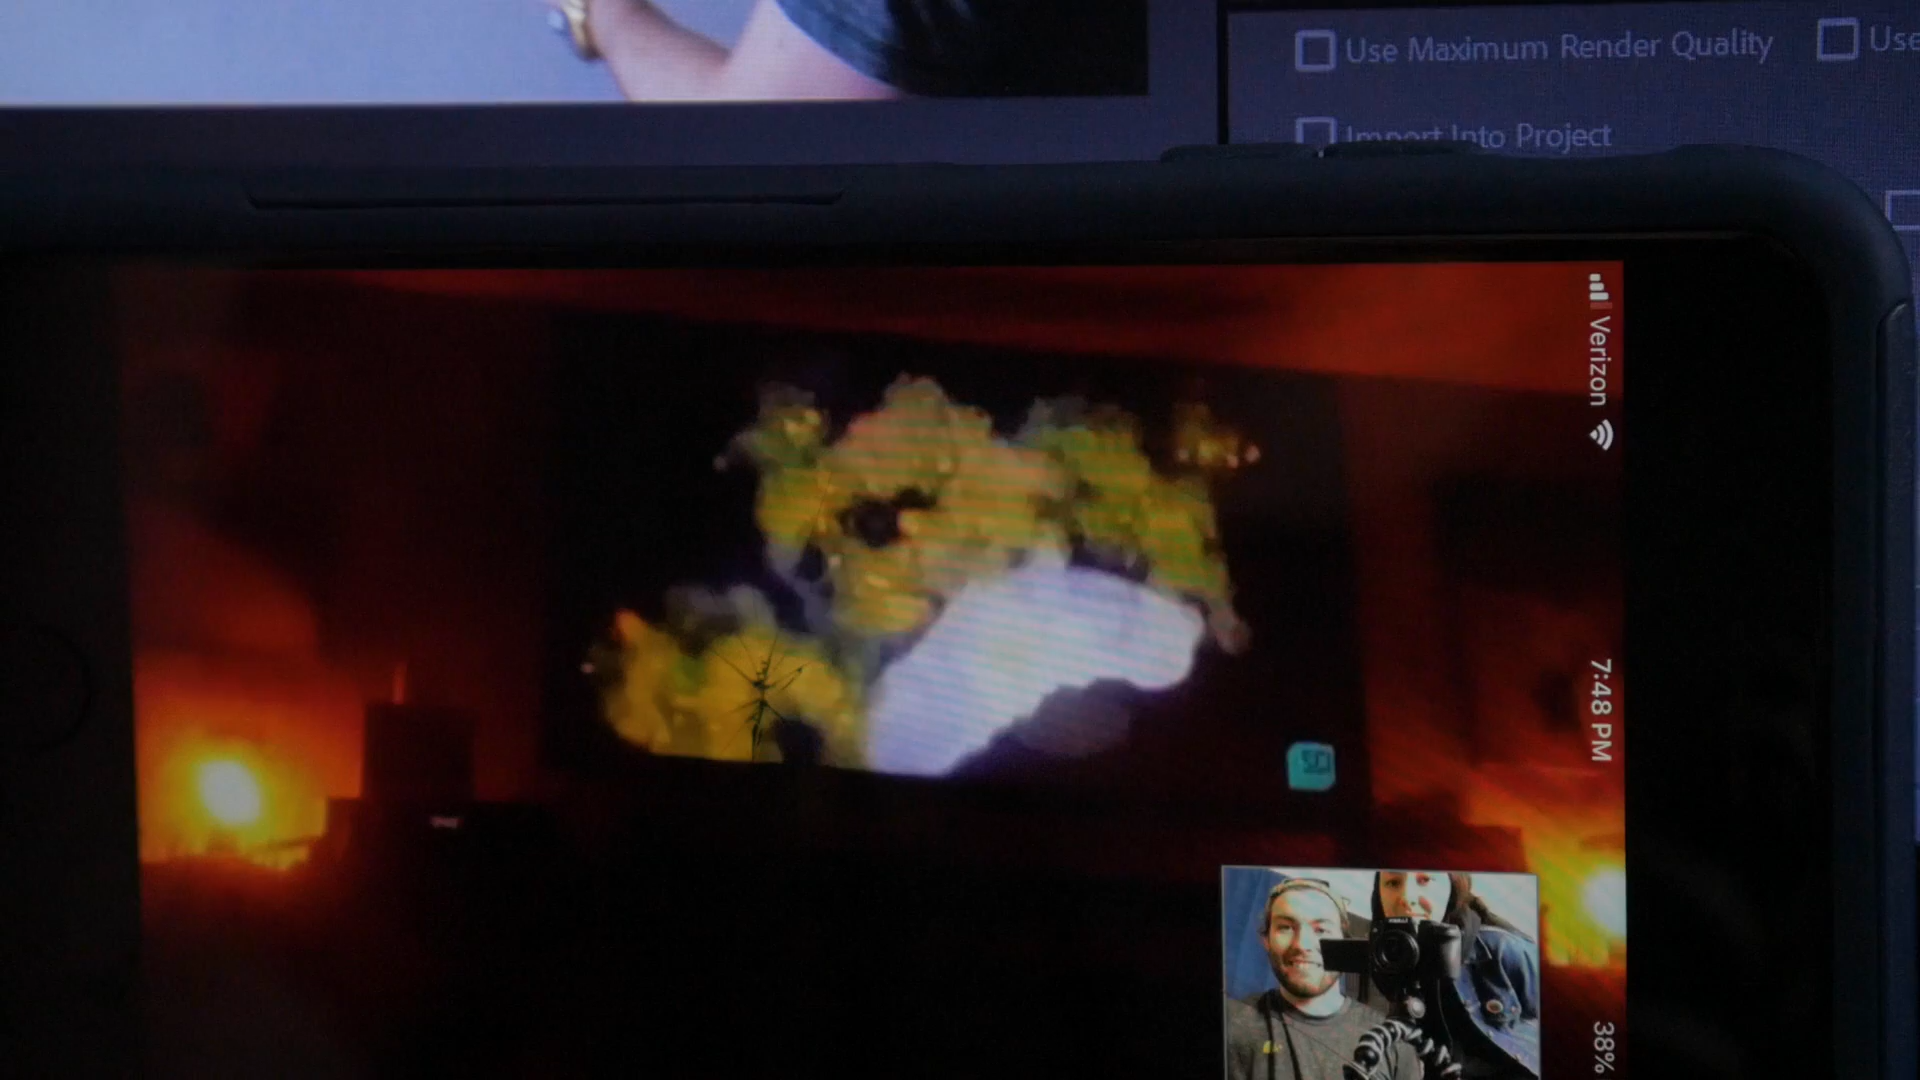 Use Maximum Render Quality
Use
Import Into Project
Verizon
7:48 PM
38%